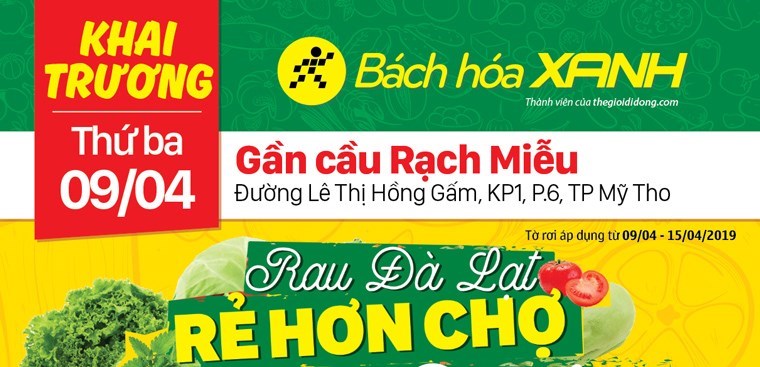 KHAI
TRƯƠNG
Thứ ba
09/04
Bách hóa XANH
Thành viên của thegioididong.com
Gần cầu Rạch Miễu
Đường Lê Thị Hồng Gấm, KP1, P.6, TP Mỹ Tho
Tờ rơi áp dụng từ 09/04 - 15/04/2019
Rau Đà Lạt
RẺ HƠN CHỢ